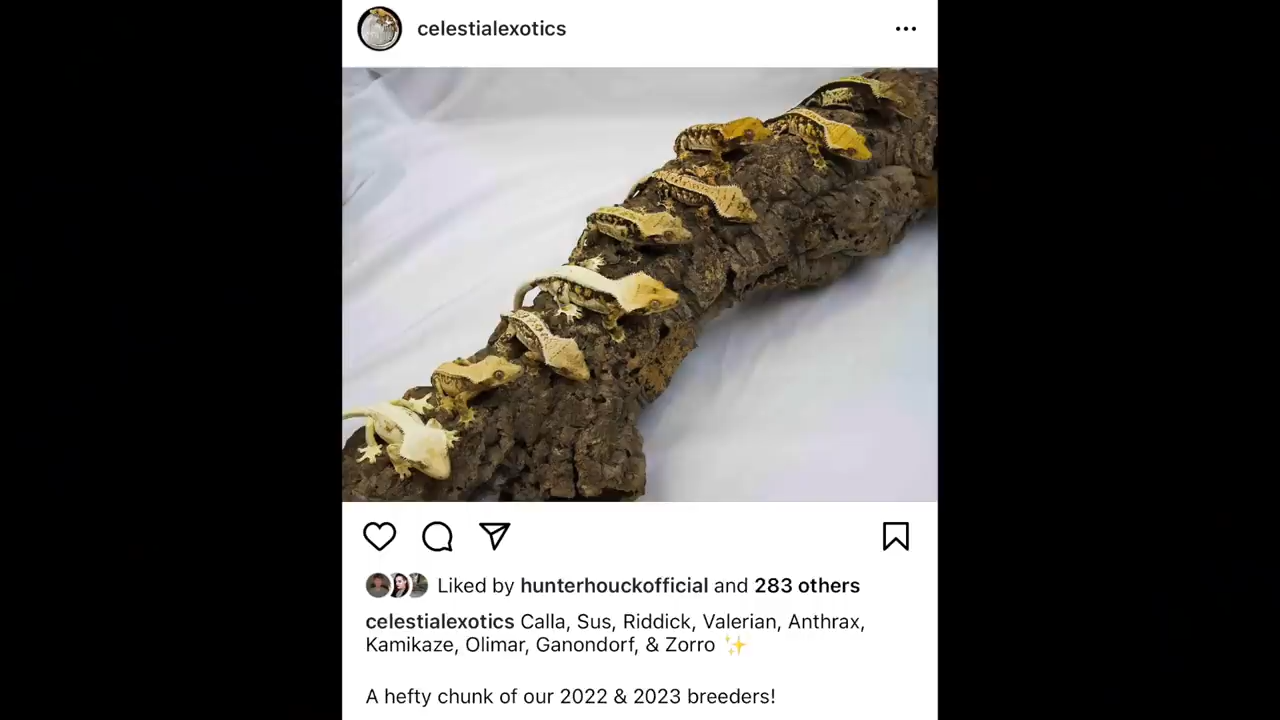 celestialexotics
Liked by hunterhouckofficial and 283 others
celestialexotics Calla, Sus, Riddick, Valerian, Anthrax,
Kamikaze, Olimar, Ganondorf, & Zorro ✨
A hefty chunk of our 2022 & 2023 breeders!